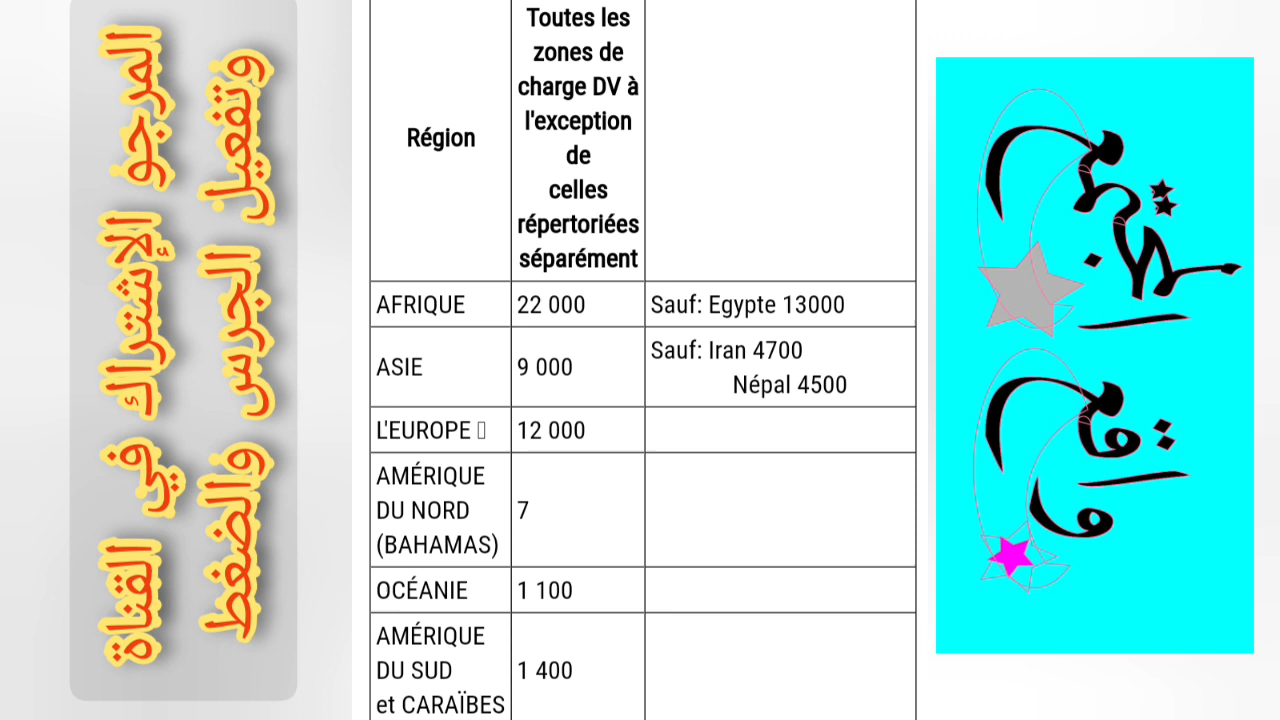 المرجو الإشتراك في القناة
وتفعيل الجرس والضغط
Région
Toutes les
zones de
charge DV à
l'exception
de
celles
répertoriées
séparément
AFRIQUE
22 000
Sauf: Egypte 13000
ASIE
9 000
Sauf: Iran 4700
Népal 4500
L'EUROPE
12 000
AMÉRIQUE
DU NORD
(BAHAMAS)
7
OCÉANIE
1 100
AMÉRIQUE
DU SUD
et CARAÏBES
1 400